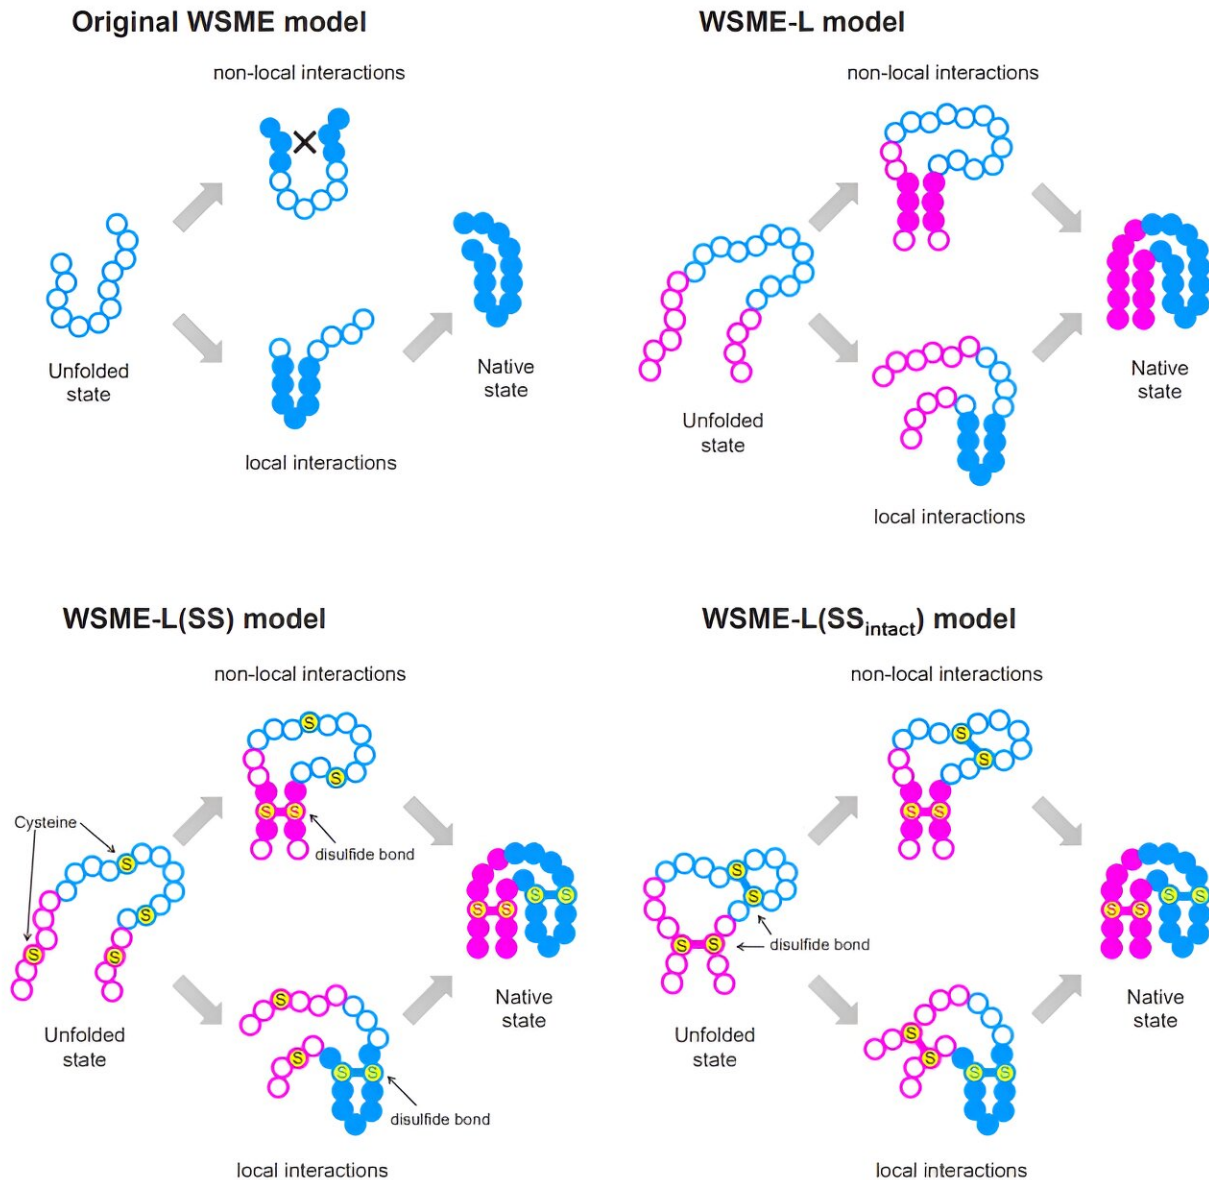 Original WSME model
non-local interactions
Unfolded
state
Native
state
local interactions
WSME-L model
non-local interactions
Unfolded
state
Native
state
local interactions
WSME-L(SS) model
non-local interactions
S
S
Cysteine
S S
disulfide bond
S
S
S
S
S S
S S
Unfolded
state
Native
state
S
S
S S
disulfide bond
local interactions
WSME-L(SSintact) model
non-local interactions
S
S
S S
S
S
disulfide bond
S S
S S
S S
Unfolded
state
Native
state
S
S
S S
local interactions